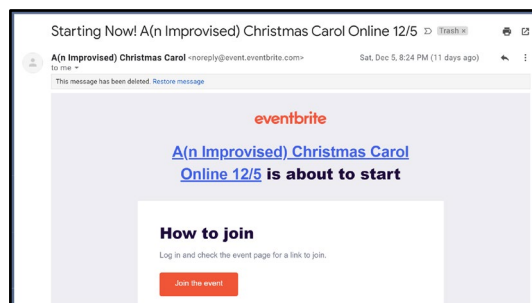 Starting Now! A(n Improvised) Christmas Carol Online 12/5 Trash ×
A(n Improvised) Christmas Carol <noreply@event.eventbrite.com> Sat, Dec 5, 8:24 PM (11 days ago)
to me
This message has been deleted. Restore message
eventbrite
A(n Improvised) Christmas Carol
Online 12/5 is about to start
How to join
Log in and check the event page for a link to join.
Join the event